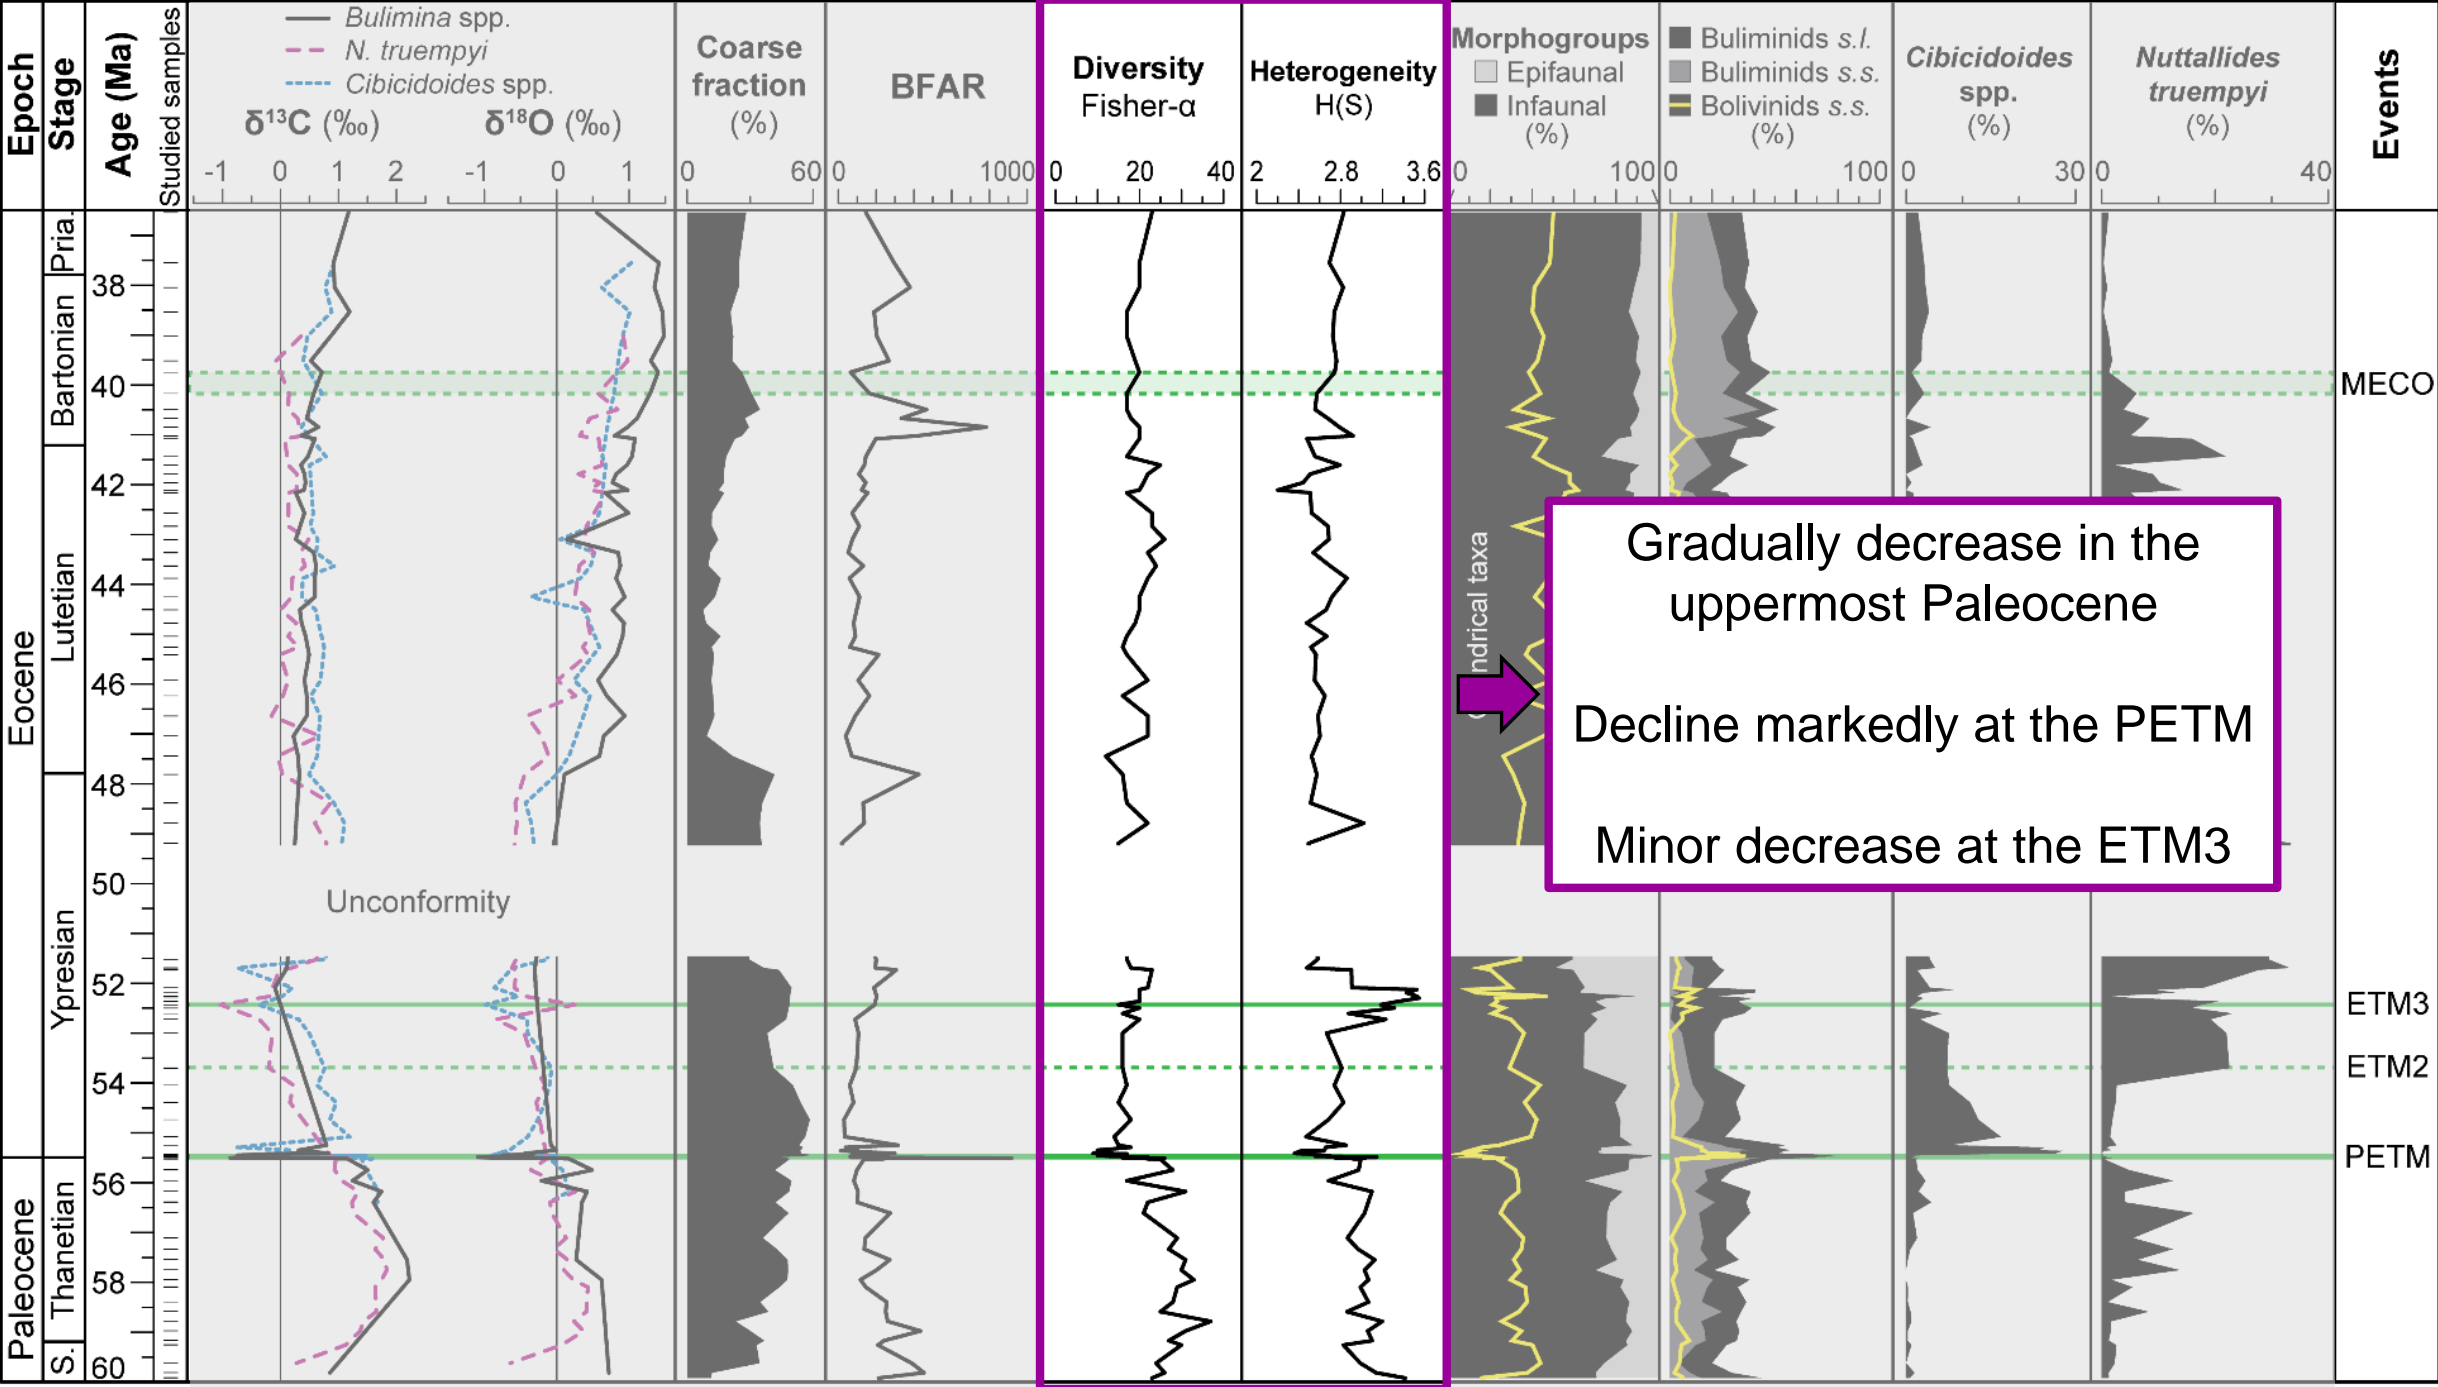 Epoch
Stage
Age (Ma)
Studied samples
Bulimina spp.
N. truempyi
Cibicidoides spp.
δ¹³C (‰)
δ¹⁸O (‰)
-1 0 1 2
-1 0 1
Coarse
fraction
(%)
0 60
BFAR
0 1000
Diversity
Fisher-α
0 20 40
Heterogeneity
H(S)
2 2.8 3.6
Morphogroups
Epifaunal
Infaunal
(%)
0 100
Buliminids s.l.
Buliminids s.s.
Bolivinids s.s.
(%)
0 100
Cibicidoides
spp.
(%)
0 30
Nuttallides
truempyi
(%)
0 40
Events
Eocene
Paleocene
Pria.
Bartonian
Lutetian
Ypresian
Thanetian
S.
38
40
42
44
46
48
50
52
54
56
58
60
Unconformity
ndrical taxa
Gradually decrease in the
uppermost Paleocene
Decline markedly at the PETM
Minor decrease at the ETM3
MECO
ETM3
ETM2
PETM